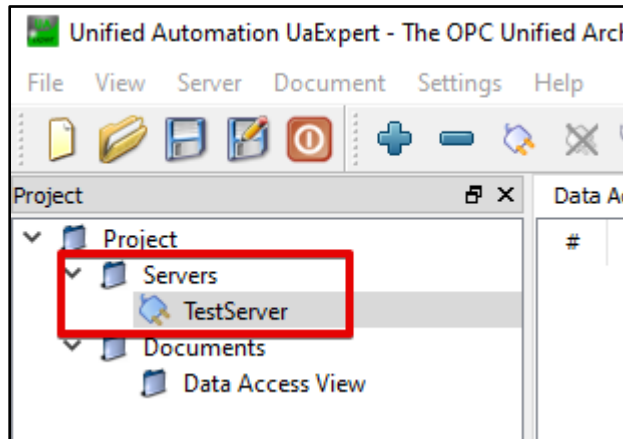 Unified Automation UaExpert - The OPC Unified Arc
File View Server Document Settings Help
Project
Data A
Project
#
Servers
TestServer
Documents
Data Access View